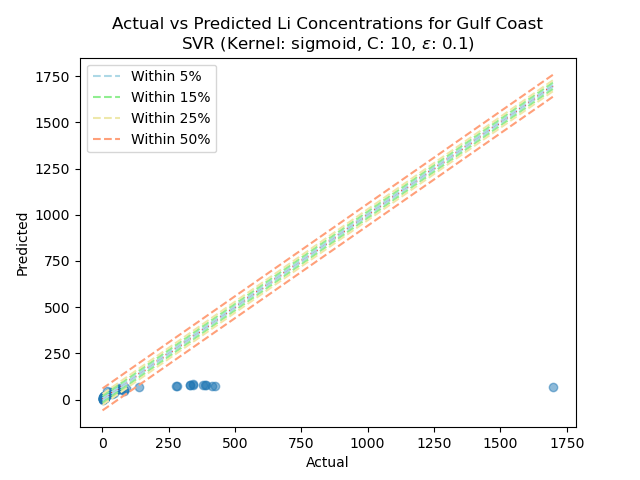 Actual vs Predicted Li Concentrations for Gulf Coast
SVR (Kernel: sigmoid, C: 10, ε: 0.1)
Within 5%
Within 15%
Within 25%
Within 50%
1750
1500
1250
1000
750
500
250
0
Predicted
0 250 500 750 1000 1250 1500 1750
Actual